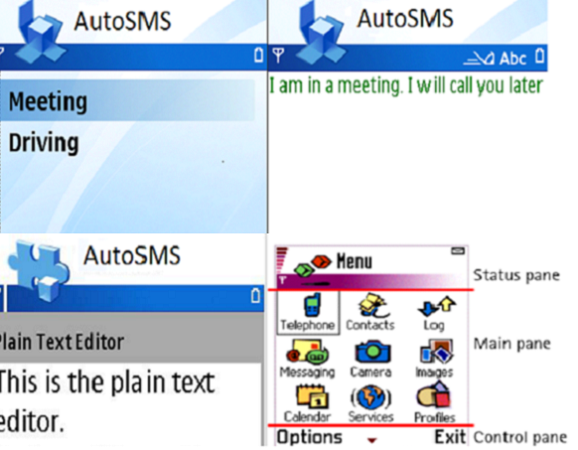 AutoSMS
Meeting
Driving
AutoSMS
Abc
I am in a meeting. I will call you later
AutoSMS
Plain Text Editor
This is the plain text
editor.
Menu
Status pane
Telephone Contacts Log
Main pane
Messaging Camera Images
Calendar Services Profiles
Options Exit Control pane